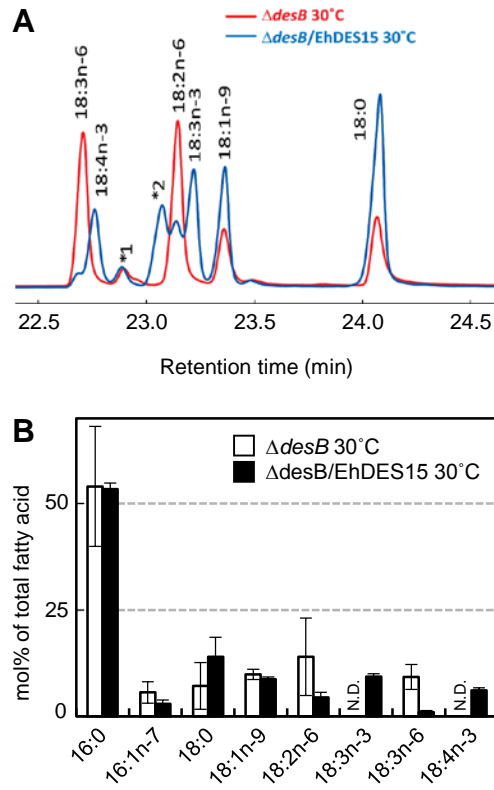 A
ΔdesB 30˚C
ΔdesB/EhDES15 30˚C
18:3n-6
18:4n-3
*1
*2
18:2n-6
18:3n-3
18:1n-9
18:0
22.5 23.0 23.5 24.0 24.5
Retention time (min)
B
ΔdesB 30˚C
ΔdesB/EhDES15 30˚C
mol% of total fatty acid
50
25
0
N.D.
N.D.
16:0
16:1n-7
18:0
18:1n-9
18:2n-6
18:3n-3
18:3n-6
18:4n-3